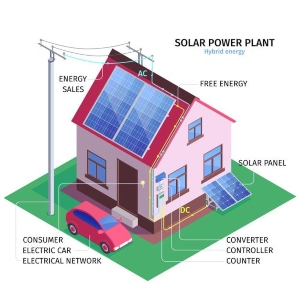 SOLAR POWER PLANT
Hybrid energy
AC
ENERGY
SALES
FREE ENERGY
SOLAR PANEL
DC
CONSUMER
ELECTRIC CAR
ELECTRICAL NETWORK
CONVERTER
CONTROLLER
COUNTER